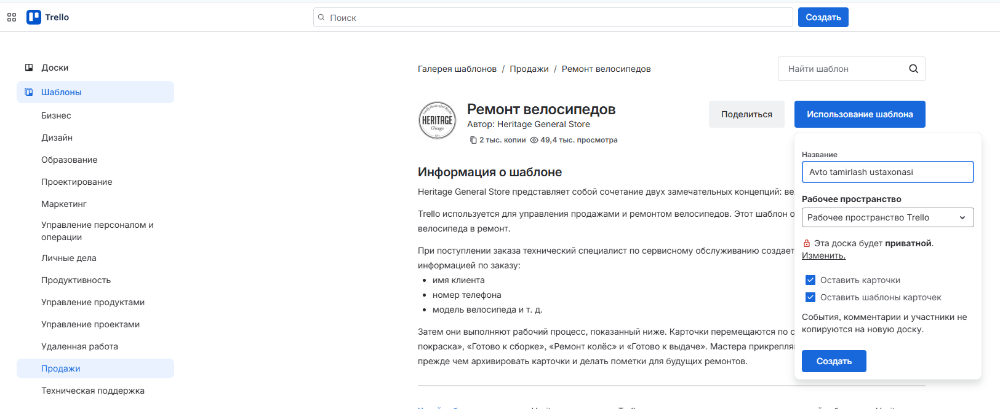 Trello
Поиск
Создать
Доски
Шаблоны
Бизнес
Дизайн
Образование
Проектирование
Маркетинг
Управление персоналом и
операции
Личные дела
Продуктивность
Управление продуктами
Управление проектами
Удаленная работа
Продажи
Техническая поддержка
Галерея шаблонов / Продажи / Ремонт велосипедов
Найти шаблон
HERITAGE
Chicago
Ремонт велосипедов
Автор: Heritage General Store
2 тыс. копии 49,4 тыс. просмотра
Поделиться
Использование шаблона
Информация о шаблоне
Heritage General Store представляет собой сочетание двух замечательных концепций:
Trello используется для управления продажами и ремонтом велосипедов. Этот шаблон
велосипеда в ремонт.
При поступлении заказа технический специалист по сервисному обслуживанию создает
информацией по заказу:
имя клиента
номер телефона
модель велосипеда и т. д.
Затем они выполняют рабочий процесс, показанный ниже. Карточки перемещаются по
покраска», «Готово к сборке», «Ремонт колёс» и «Готово к выдаче». Мастера
прежде чем архивировать карточки и делать пометки для будущих ремонтов.
Название
Avto tamirlash ustaxonasi
Рабочее пространство
Рабочее пространство Trello
Эта доска будет приватной.
Изменить.
Оставить карточки
Оставить шаблоны карточек
События, комментарии и участники не
копируются на новую доску.
Создать